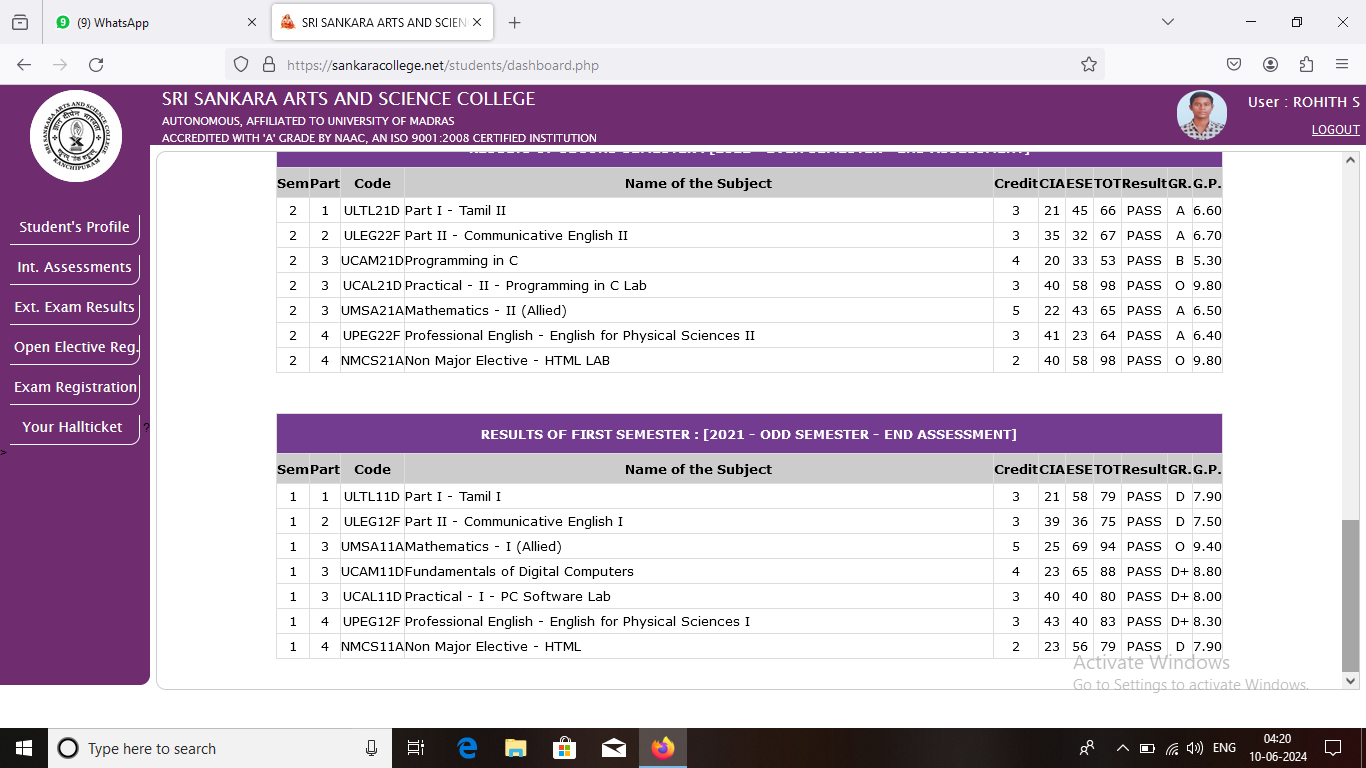 (9) WhatsApp
SRI SANKARA ARTS AND SCIEN
https://sankaracollege.net/students/dashboard.php
SRI SANKARA ARTS AND SCIENCE COLLEGE
AUTONOMOUS, AFFILIATED TO UNIVERSITY OF MADRAS
ACCREDITED WITH 'A' GRADE BY NAAC, AN ISO 9001:2008 CERTIFIED INSTITUTION
User : ROHITH S
LOGOUT
Student's Profile
Int. Assessments
Ext. Exam Results
Open Elective Reg.
Exam Registration
Your Hallticket ?
>
Sem Part Code Name of the Subject Credit CIA ESE TOT Result GR. G.P.
2 1 ULTL21D Part I - Tamil II 3 21 45 66 PASS A 6.60
2 2 ULEG22F Part II - Communicative English II 3 35 32 67 PASS A 6.70
2 3 UCAM21D Programming in C 4 20 33 53 PASS B 5.30
2 3 UCAL21D Practical - II - Programming in C Lab 3 40 58 98 PASS O 9.80
2 3 UMSA21A Mathematics - II (Allied) 5 22 43 65 PASS A 6.50
2 4 UPEG22F Professional English - English for Physical Sciences II 3 41 23 64 PASS A 6.40
2 4 NMCS21A Non Major Elective - HTML LAB 2 40 58 98 PASS O 9.80
RESULTS OF FIRST SEMESTER : [2021 - ODD SEMESTER - END ASSESSMENT]
Sem Part Code Name of the Subject Credit CIA ESE TOT Result GR. G.P.
1 1 ULTL11D Part I - Tamil I 3 21 58 79 PASS D 7.90
1 2 ULEG12F Part II - Communicative English I 3 39 36 75 PASS D 7.50
1 3 UMSA11A Mathematics - I (Allied) 5 25 69 94 PASS O 9.40
1 3 UCAM11D Fundamentals of Digital Computers 4 23 65 88 PASS D+ 8.80
1 3 UCAL11D Practical - I - PC Software Lab 3 40 40 80 PASS D+ 8.00
1 4 UPEG12F Professional English - English for Physical Sciences I 3 43 40 83 PASS D+ 8.30
1 4 NMCS11A Non Major Elective - HTML 2 23 56 79 PASS D 7.90
Activate Windows
Go to Settings to activate Windows.
Type here to search
ENG
04:20
10-06-2024